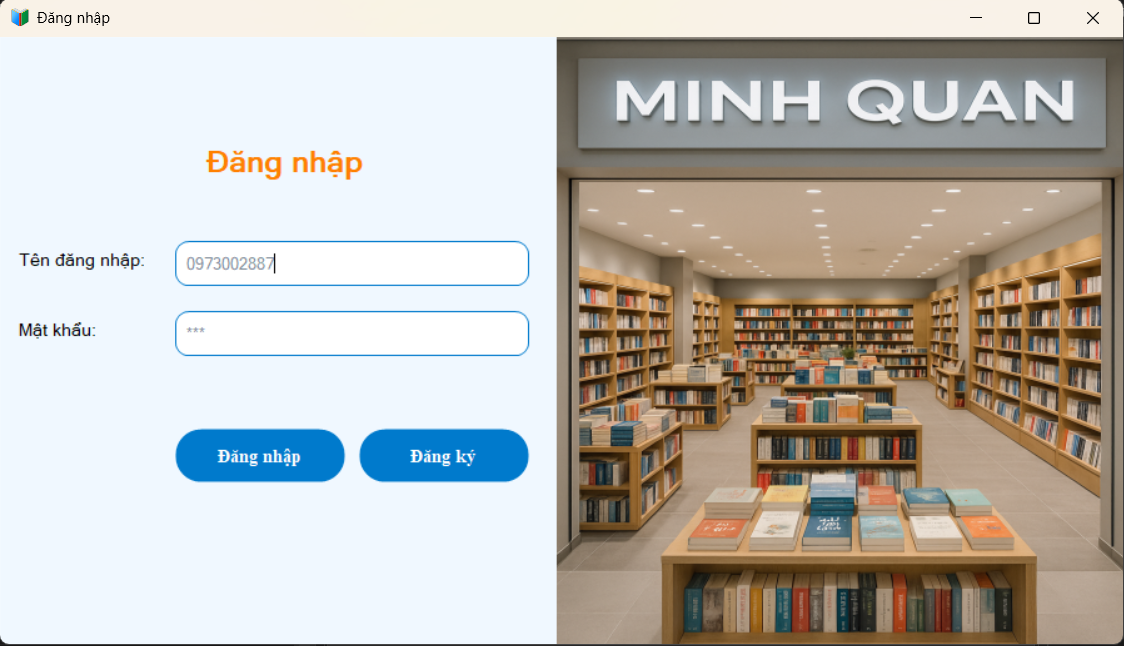 Đăng nhập
MINH QUAN
Đăng nhập
Tên đăng nhập:
0973002887
Mật khẩu:
***
Đăng nhập
Đăng ký